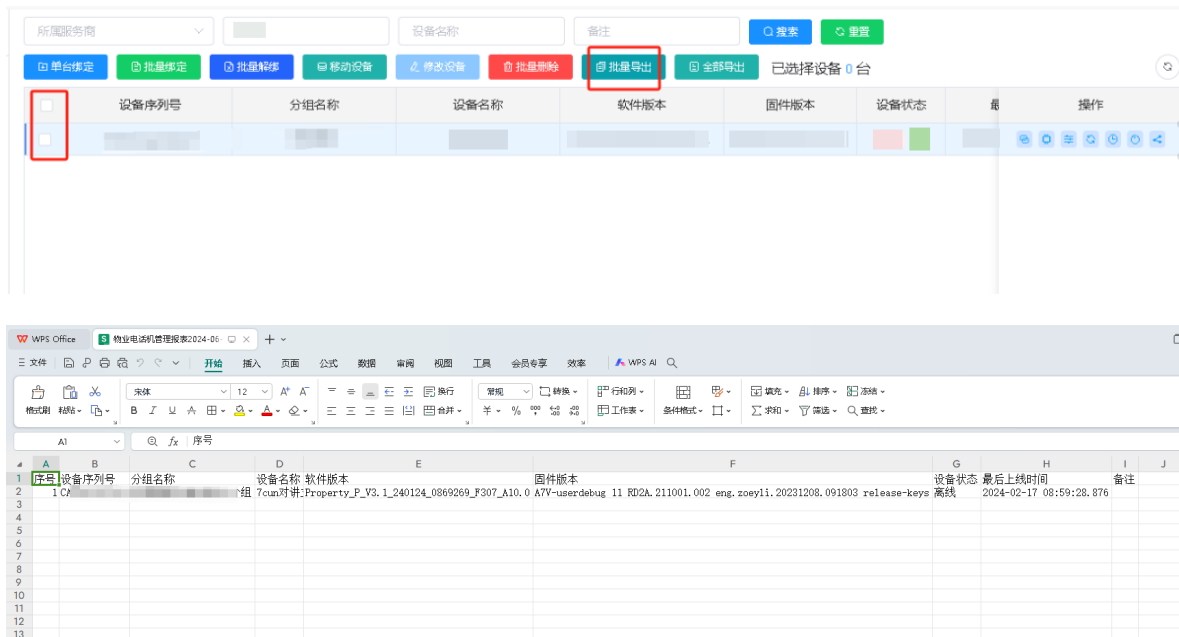 所属服务商 设备名称 备注 搜索 重置
单台绑定 批量绑定 批量解绑 移动设备 修改设备 批量删除 批量导出 全部导出 已选择设备 0 台
设备序列号 分组名称 设备名称 软件版本 固件版本 设备状态 操作
WPS Office 物业电话机管理报表2024-06-
文件 开始 插入 页面 公式 数据 审阅 视图 工具 会员专享 效率 WPS AI
宋体 12 A+ A- 换行 常规 转换 行和列 填充 排序 冻结
格式刷 粘贴 B I U A 合并 ¥ % 工作表 条件格式 求和 筛选 查找
A1 fx 序号
A B C D E F G H I J
1 序号 设备序列号 分组名称 设备名称 软件版本 固件版本 设备状态 最后上线时间 备注
2 1 组 7cun对讲 Property_P_V3.1_240124_0869269_F307_A10.0 A7V-userdebug 11 RD2A.211001.002 eng.zoeyli.20231208.091803 release-keys 离线 2024-02-17 08:59:28.876
3
4
5
6
7
8
9
10
11
12
13